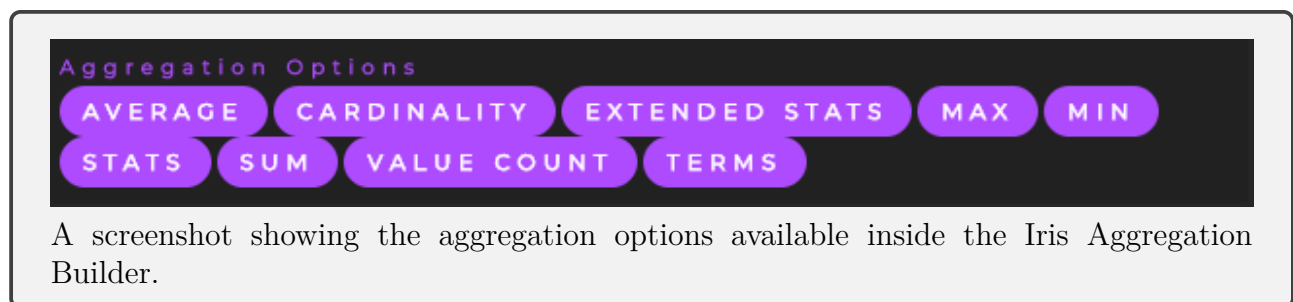 Aggregation Options
AVERAGE CARDINALITY EXTENDED STATS MAX MIN
STATS SUM VALUE COUNT TERMS
A screenshot showing the aggregation options available inside the Iris Aggregation
Builder.